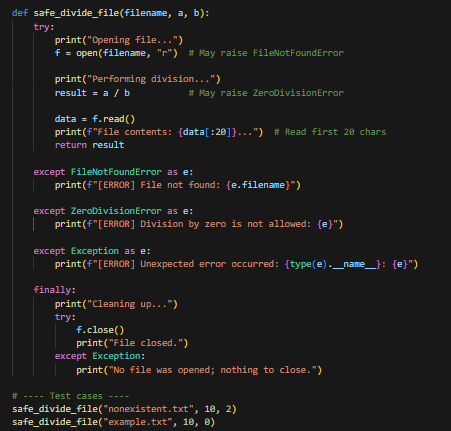 def safe_divide_file(filename, a, b):
    try:
        print("Opening file...")
        f = open(filename, "r")  # May raise FileNotFoundError

        print("Performing division...")
        result = a / b           # May raise ZeroDivisionError

        data = f.read()
        print(f"File contents: {data[:20]}...")  # Read first 20 chars
        return result

    except FileNotFoundError as e:
        print(f"[ERROR] File not found: {e.filename}")

    except ZeroDivisionError as e:
        print(f"[ERROR] Division by zero is not allowed: {e}")

    except Exception as e:
        print(f"[ERROR] Unexpected error occurred: {type(e).__name__}: {e}")

    finally:
        print("Cleaning up...")
        try:
            f.close()
            print("File closed.")
        except Exception:
            print("No file was opened; nothing to close.")

# ---- Test cases ----
safe_divide_file("nonexistent.txt", 10, 2)
safe_divide_file("example.txt", 10, 0)